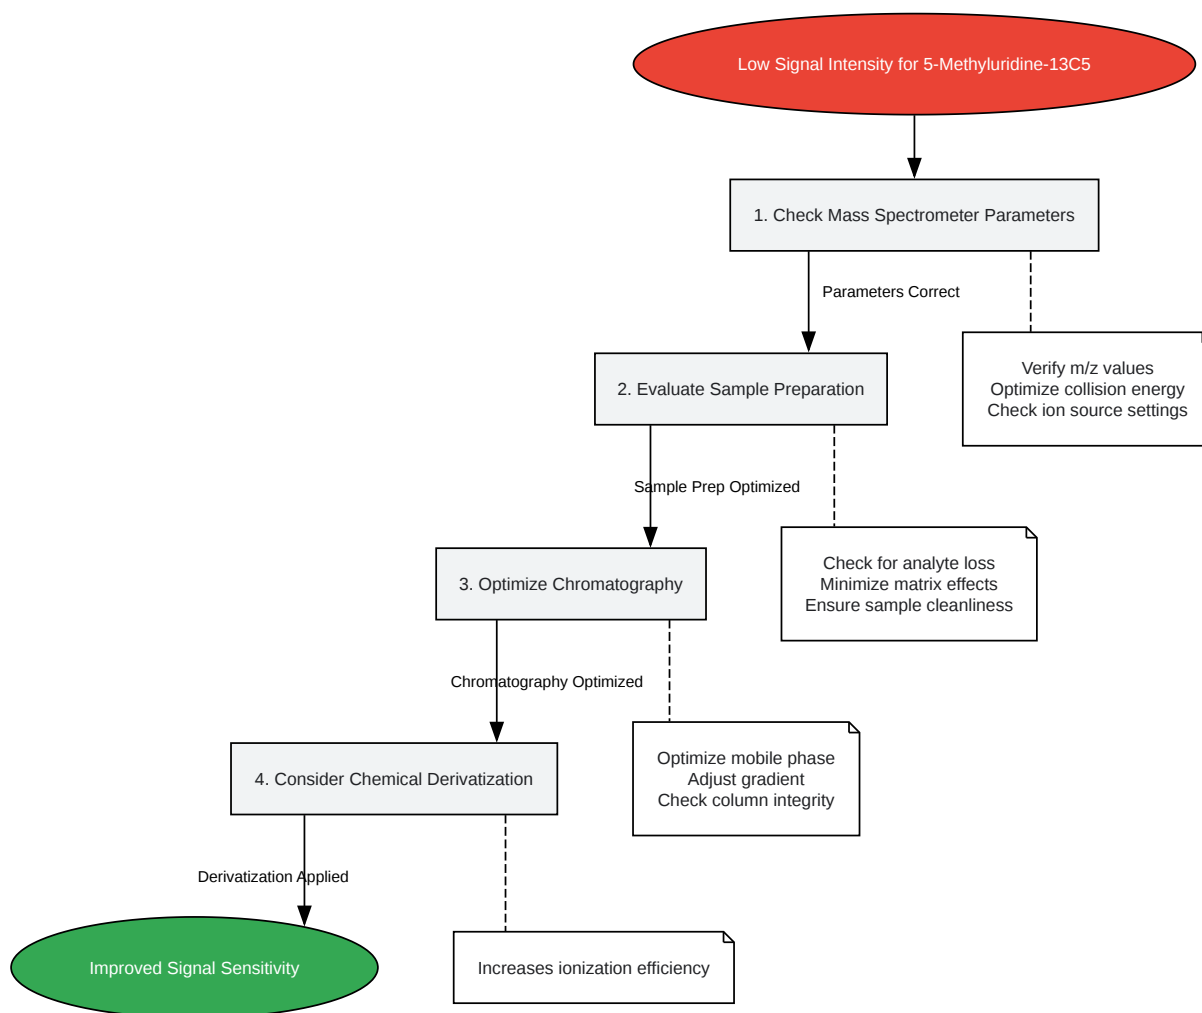 Low Signal Intensity for 5-Methyluridine-13C5
1. Check Mass Spectrometer Parameters
Parameters Correct
Verify m/z values
Optimize collision energy
Check ion source settings
2. Evaluate Sample Preparation
Sample Prep Optimized
Check for analyte loss
Minimize matrix effects
Ensure sample cleanliness
3. Optimize Chromatography
Chromatography Optimized
Optimize mobile phase
Adjust gradient
Check column integrity
4. Consider Chemical Derivatization
Derivatization Applied
Improved Signal Sensitivity
Increases ionization efficiency